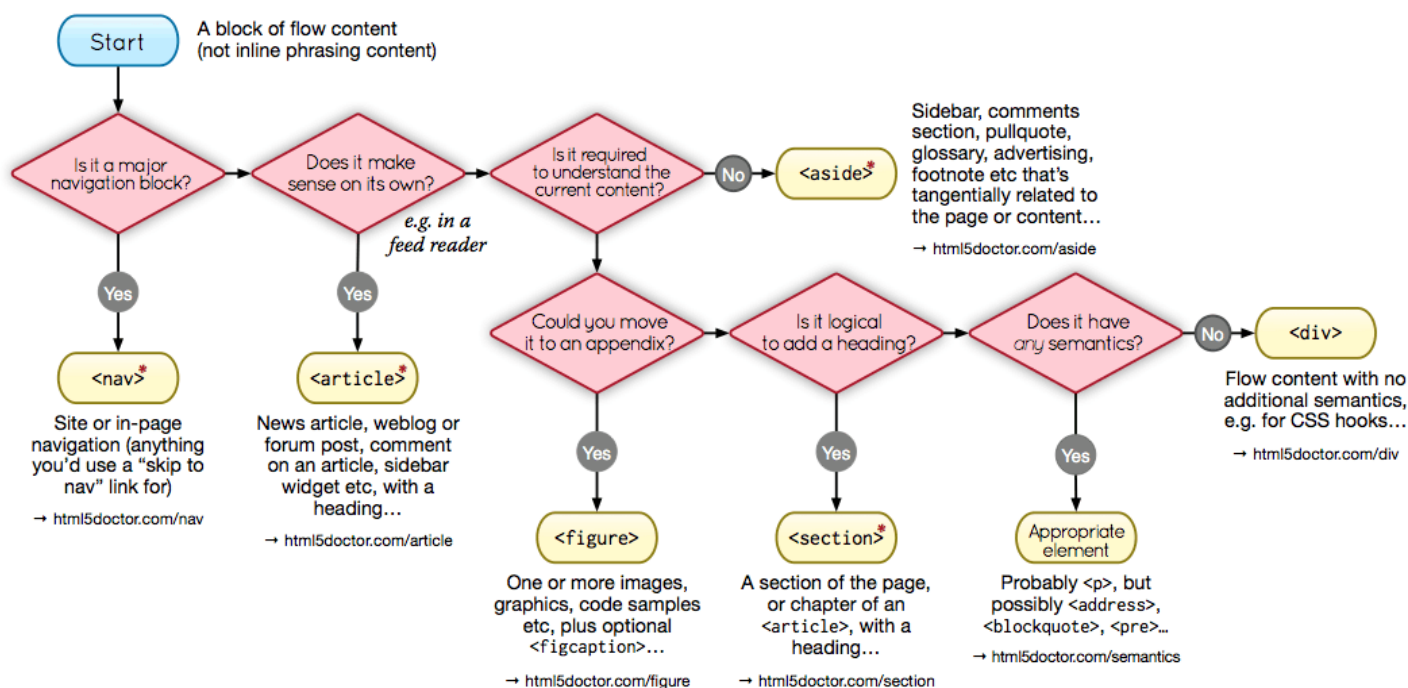 Start
A block of flow content
(not inline phrasing content)
Is it a major
navigation block?
Does it make
sense on its own?
e.g. in a
feed reader
Is it required
to understand the
current content?
No
<aside>*
Sidebar, comments
section, pullquote,
glossary, advertising,
footnote etc that's
tangentially related to
the page or content…
→ html5doctor.com/aside
Yes
<nav>*
Site or in-page
navigation (anything
you'd use a “skip to
nav” link for)
→ html5doctor.com/nav
Yes
<article>*
News article, weblog or
forum post, comment
on an article, sidebar
widget etc, with a
heading…
→ html5doctor.com/article
Could you move
it to an appendix?
Is it logical
to add a heading?
Does it have
any semantics?
No
<div>
Flow content with no
additional semantics,
e.g. for CSS hooks…
→ html5doctor.com/div
Yes
<figure>
One or more images,
graphics, code samples
etc, plus optional
<figcaption>…
→ html5doctor.com/figure
Yes
<section>*
A section of the page,
or chapter of an
<article>, with a
heading…
→ html5doctor.com/section
Yes
Appropriate
element
Probably <p>, but
possibly <address>,
<blockquote>, <pre>…
→ html5doctor.com/semantics